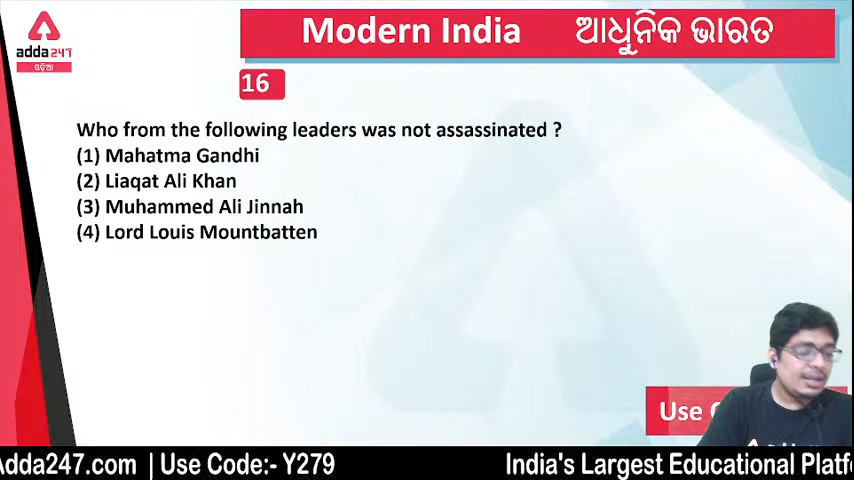 Modern India ଆଧୁନିକ ଭାରତ
adda247
ଓଡ଼ିଆ
16
Who from the following leaders was not assassinated ?
(1) Mahatma Gandhi
(2) Liaqat Ali Khan
(3) Muhammed Ali Jinnah
(4) Lord Louis Mountbatten
Use
Adda247.com | Use Code:- Y279 India's Largest Educational Platf